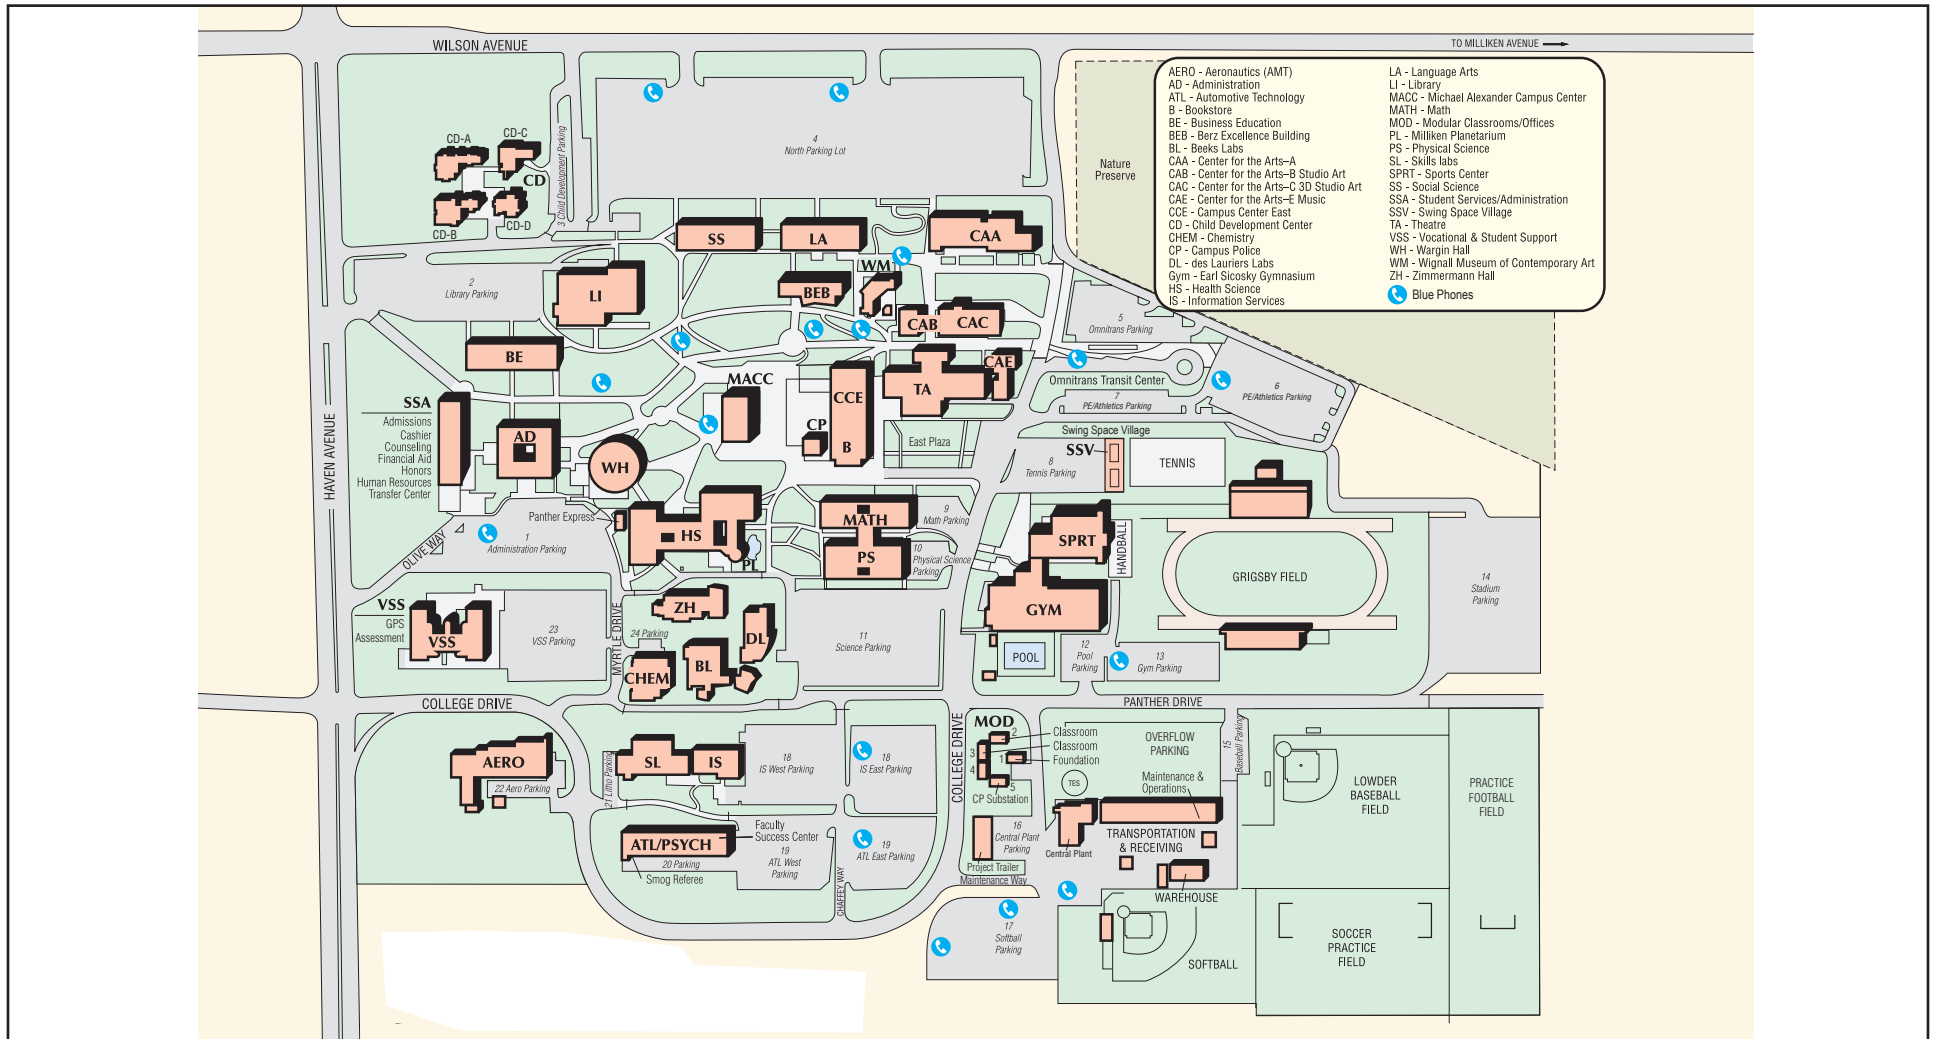 WILSON AVENUE
TO MILLIKEN AVENUE
AERO - Aeronautics (AMT)
AD - Administration
ATL - Automotive Technology
B - Bookstore
BE - Business Education
BEB - Berz Excellence Building
BL - Beeks Labs
CAA - Center for the Arts–A
CAB - Center for the Arts–B Studio Art
CAC - Center for the Arts–C 3D Studio Art
CAE - Center for the Arts–E Music
CCE - Campus Center East
CD - Child Development Center
CHEM - Chemistry
CP - Campus Police
DL - des Lauriers Labs
Gym - Earl Sicosky Gymnasium
HS - Health Science
IS - Information Services
LA - Language Arts
LI - Library
MACC - Michael Alexander Campus Center
MATH - Math
MOD - Modular Classrooms/Offices
PL - Milliken Planetarium
PS - Physical Science
SL - Skills labs
SPRT - Sports Center
SS - Social Science
SSA - Student Services/Administration
SSV - Swing Space Village
TA - Theatre
VSS - Vocational & Student Support
WH - Wargin Hall
WM - Wignall Museum of Contemporary Art
ZH - Zimmermann Hall
Blue Phones
Nature
Preserve
4
North Parking Lot
3 Child Development Parking
CD-A
CD-C
CD
CD-D
CD-B
2
Library Parking
LI
SS
LA
CAA
WM
BEB
CAB
CAC
5
Omnitrans Parking
BE
MACC
CCE
B
CP
TA
CAE
Omnitrans Transit Center
7
PE/Athletics Parking
6
PE/Athletics Parking
HAVEN AVENUE
SSA
Admissions
Cashier
Counseling
Financial Aid
Honors
Human Resources
Transfer Center
AD
WH
East Plaza
Swing Space Village
SSV
8
Tennis Parking
TENNIS
Panther Express
1
Administration Parking
OLIVE WAY
HS
PL
MATH
PS
9
Math Parking
10
Physical Science
Parking
SPRT
HANDBALL
GYM
GRIGSBY FIELD
14
Stadium
Parking
VSS
GPS
Assessment
VSS
23
VSS Parking
MYRTLE DRIVE
ZH
24 Parking
DL
BL
CHEM
11
Science Parking
POOL
12
Pool
Parking
13
Gym Parking
COLLEGE DRIVE
PANTHER DRIVE
AERO
22 Aero Parking
21 Litho Parking
SL
IS
18
IS West Parking
18
IS East Parking
COLLEGE DRIVE
MOD
2
Classroom
3
Classroom
1
Foundation
4
5
CP Substation
TES
OVERFLOW
PARKING
15
Baseball Parking
Maintenance &
Operations
LOWDER
BASEBALL
FIELD
PRACTICE
FOOTBALL
FIELD
ATL/PSYCH
Faculty
Success Center
20 Parking
Smog Referee
19
ATL West
Parking
19
ATL East Parking
CHAFFEY WAY
16
Central Plant
Parking
Project Trailer
Maintenance Way
Central Plant
TRANSPORTATION
& RECEIVING
WAREHOUSE
17
Softball
Parking
SOFTBALL
SOCCER
PRACTICE
FIELD